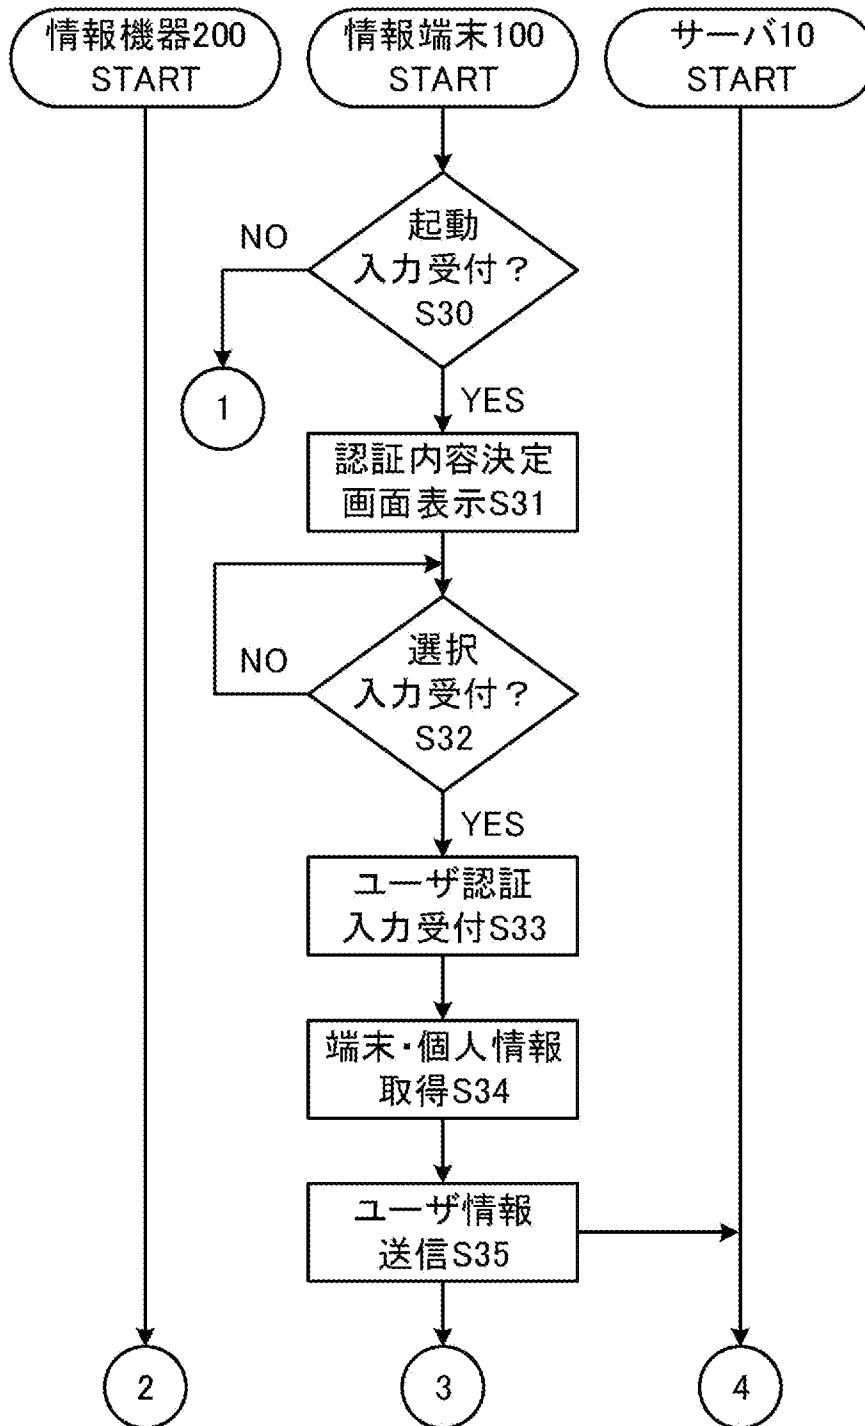 情報機器200
START
情報端末100
START
サーバ10
START
起動
入力受付？
S30
NO
1
YES
認証内容決定
画面表示S31
NO
選択
入力受付？
S32
YES
ユーザ認証
入力受付S33
端末・個人情報
取得S34
ユーザ情報
送信S35
2
3
4